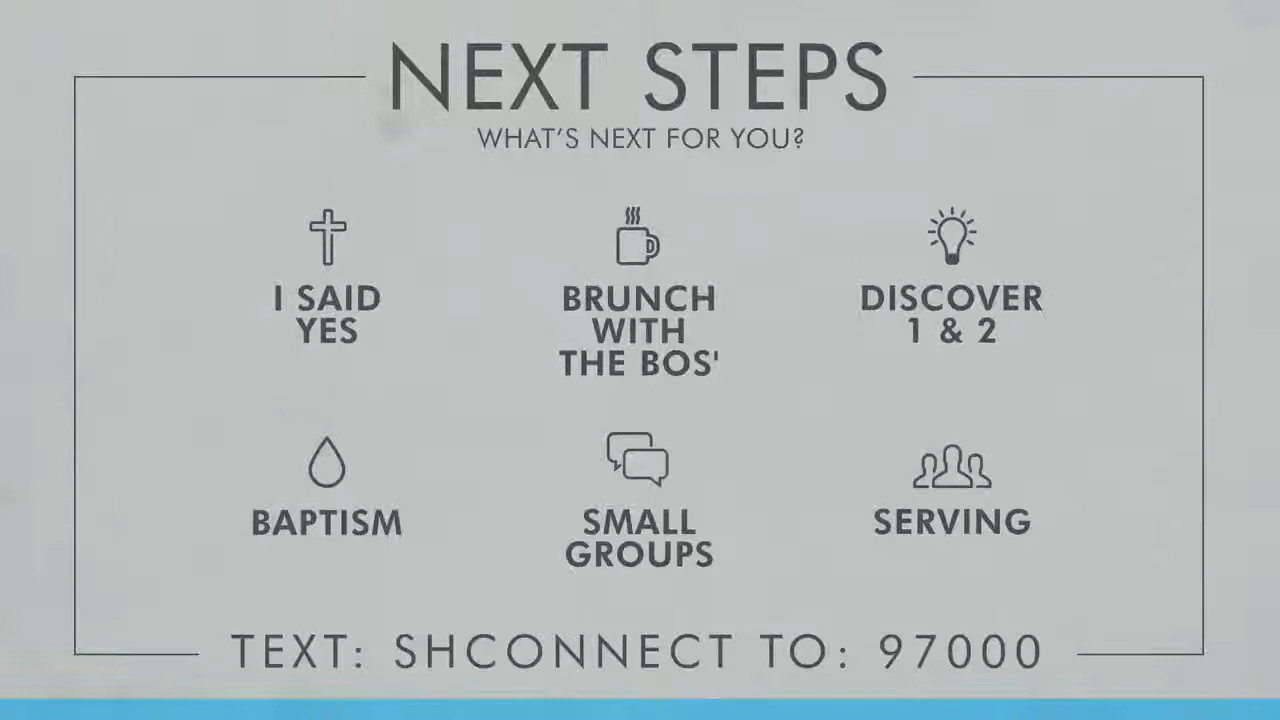 NEXT STEPS
WHAT'S NEXT FOR YOU?
I SAID
YES
BRUNCH
WITH
THE BOS'
DISCOVER
1 & 2
BAPTISM
SMALL
GROUPS
SERVING
TEXT: SHCONNECT TO: 97000